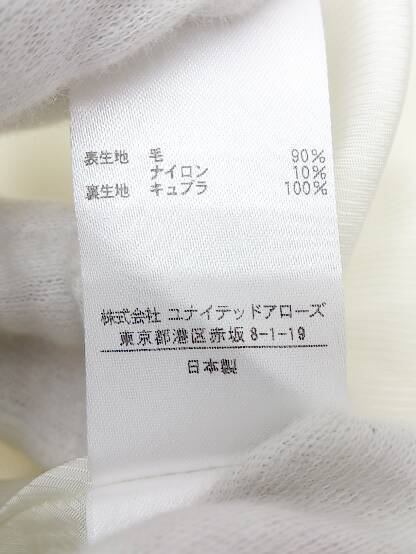 表生地 毛 90%
ナイロン 10%
裏生地 キュプラ 100%
株式会社 ユナイテッドアローズ
東京都港区赤坂8-1-19
日本製